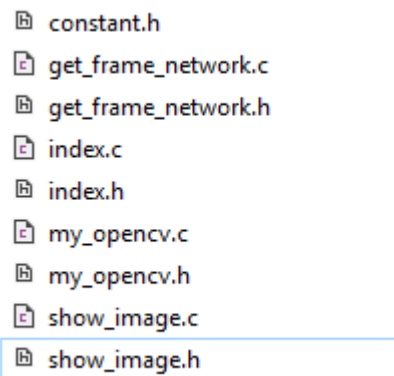 constant.h
get_frame_network.c
get_frame_network.h
index.c
index.h
my_opencv.c
my_opencv.h
show_image.c
show_image.h